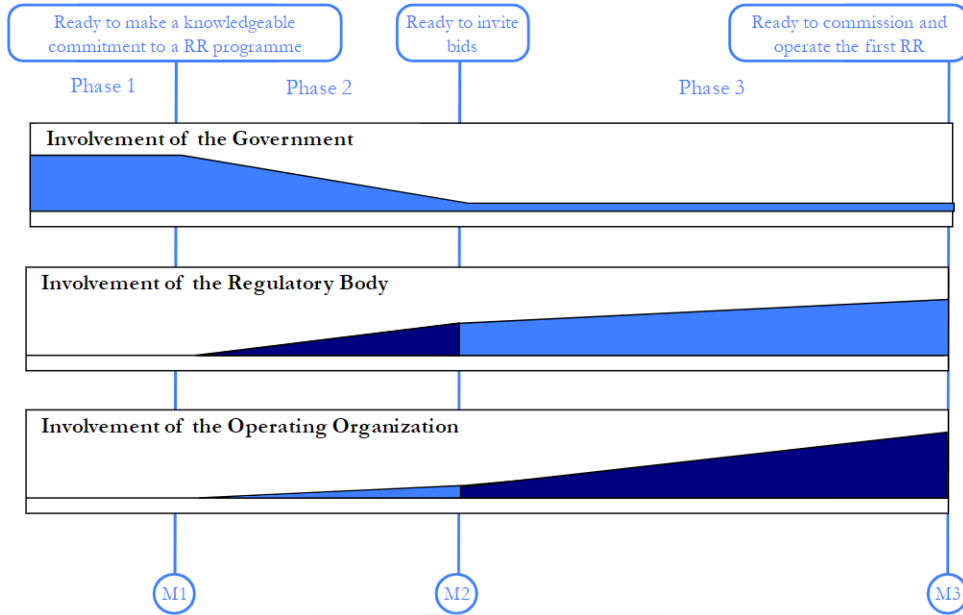 Ready to make a knowledgeable
commitment to a RR programme
Ready to invite
bids
Ready to commission and
operate the first RR
Phase 1
Phase 2
Phase 3
Involvement of the Government
Involvement of the Regulatory Body
Involvement of the Operating Organization
M1
M2
M3